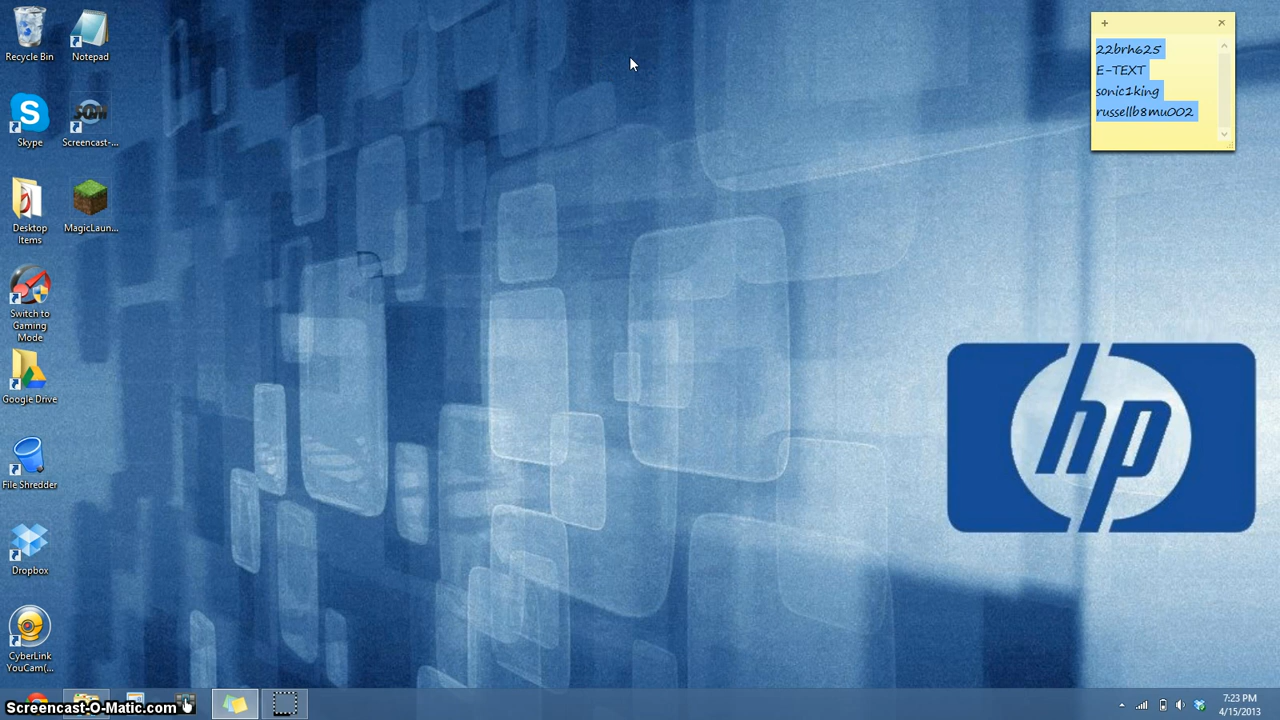 Recycle Bin
Notepad
Skype
Screencast-...
Desktop
Items
MagicLaun...
Switch to
Gaming
Mode
Google Drive
File Shredder
Dropbox
CyberLink
YouCam(...
+
×
22brh625
E-TEXT
sonic1king
russellb8mu002
hp
Screencast-O-Matic.com
7:23 PM
4/15/2013